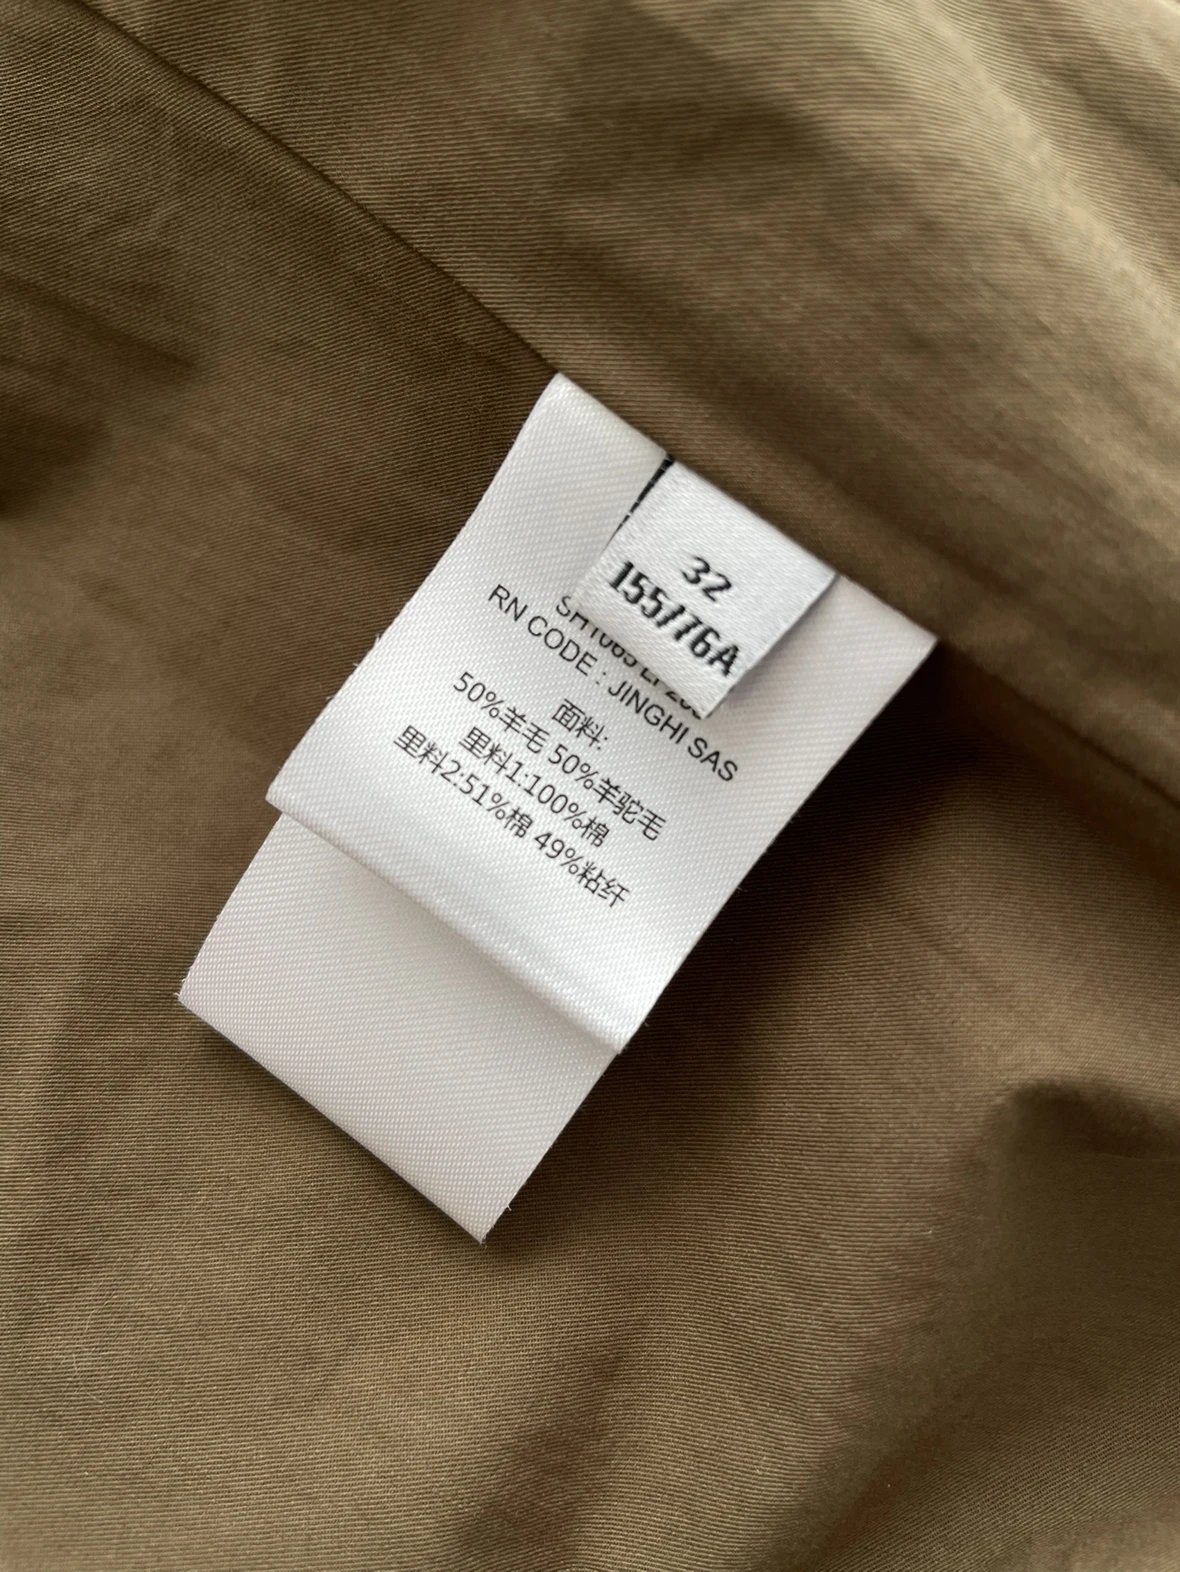 32
155/76A
RN CODE : JINGHI SAS
面料:
50%羊毛 50%羊驼毛
里料1:100%棉
里料2:51%棉 49%粘纤